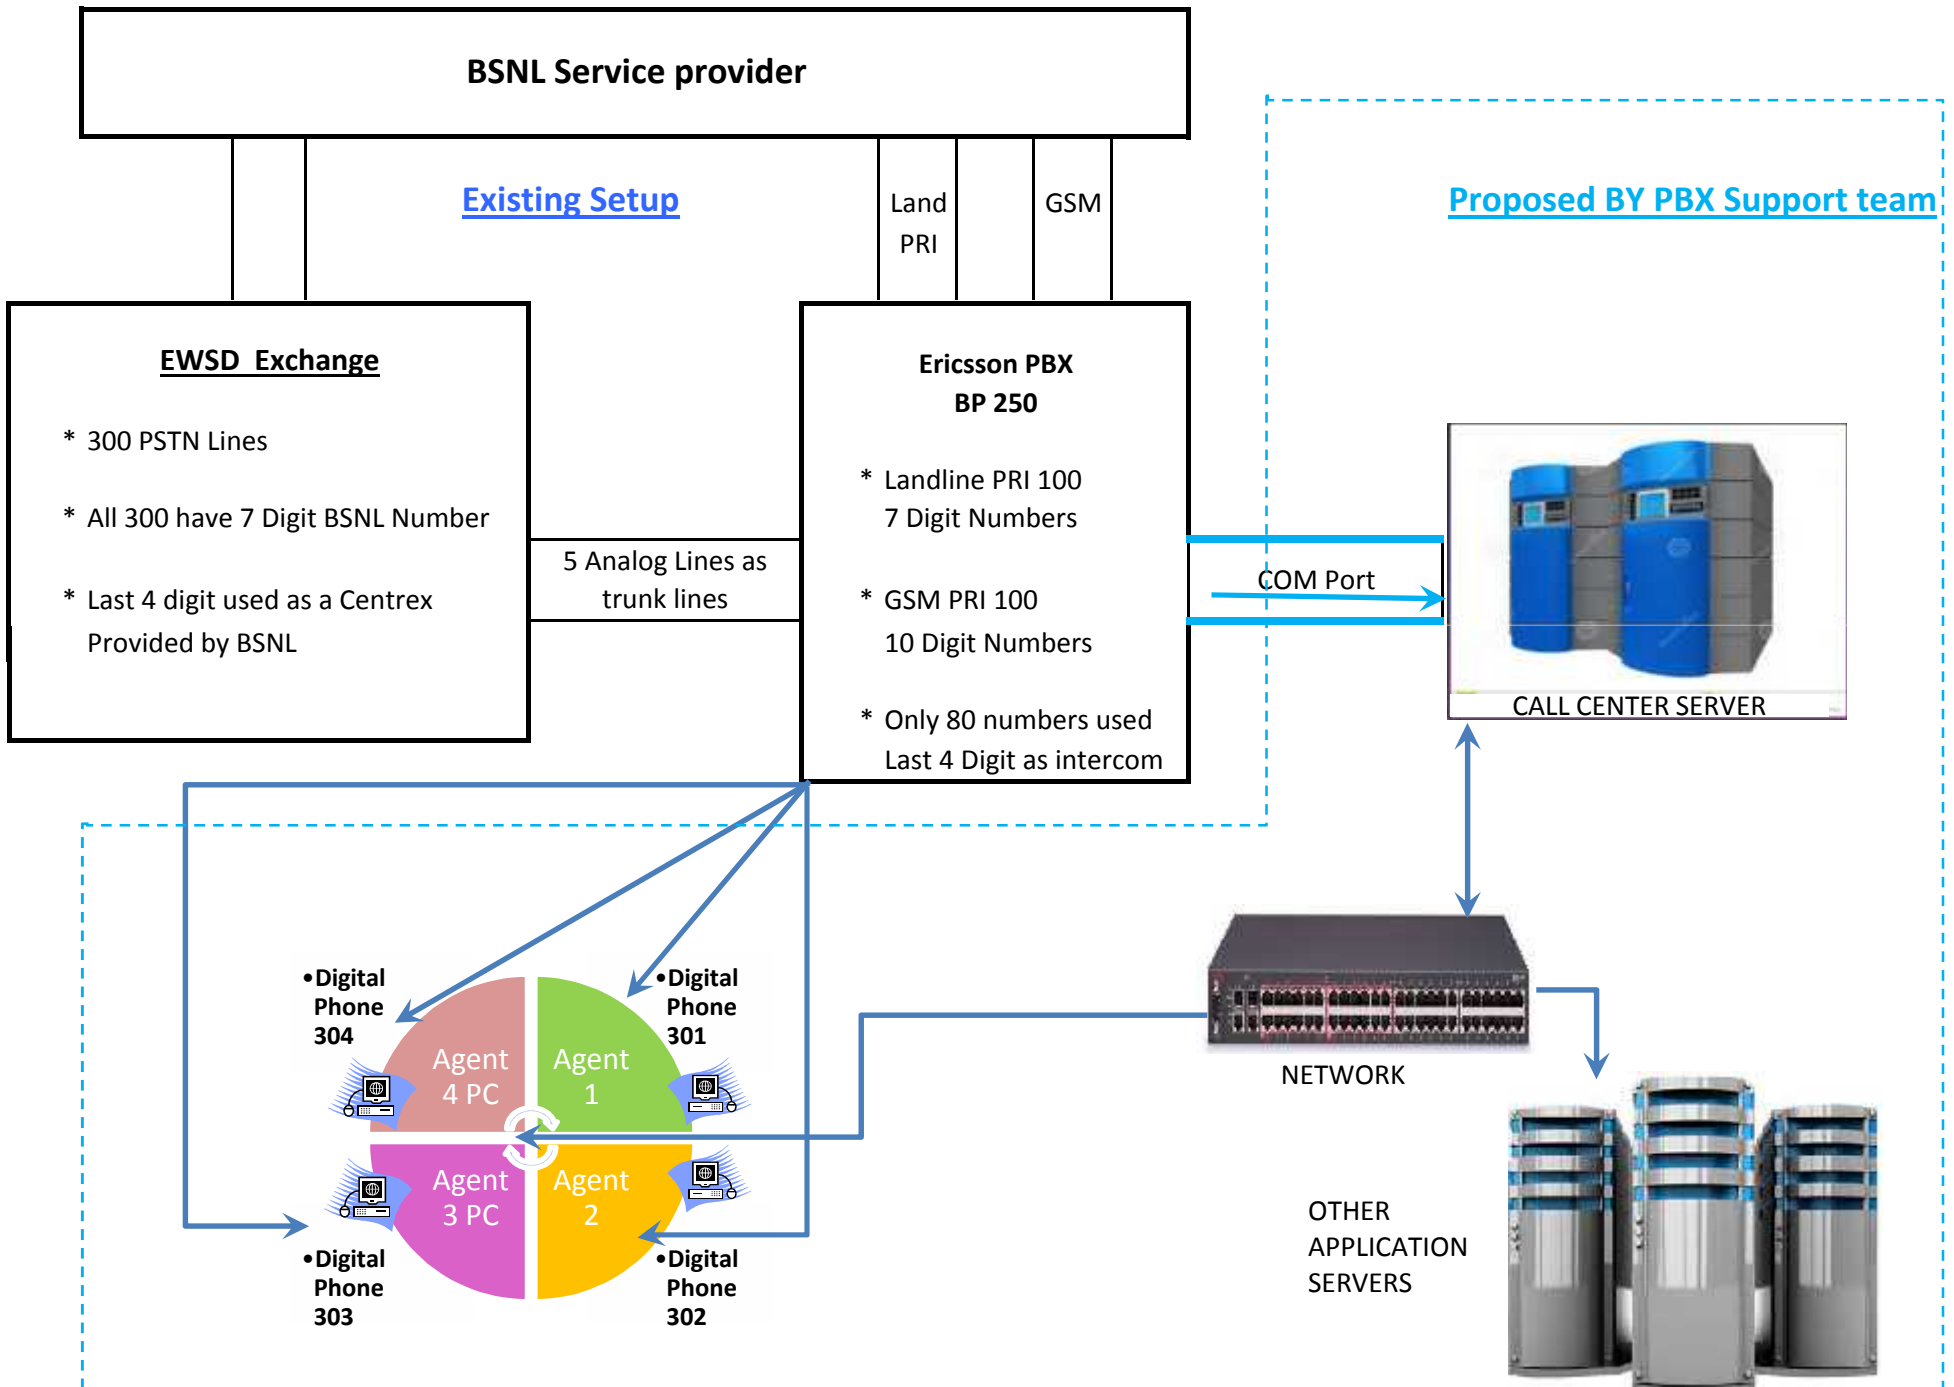 BSNL Service provider
Existing Setup
Land
PRI
GSM
Proposed BY PBX Support team
EWSD  Exchange
* 300 PSTN Lines
* All 300 have 7 Digit BSNL Number
* Last 4 digit used as a Centrex
Provided by BSNL
5 Analog Lines as
trunk lines
Ericsson PBX
BP 250
* Landline PRI 100
7 Digit Numbers
* GSM PRI 100
10 Digit Numbers
* Only 80 numbers used
Last 4 Digit as intercom
COM Port
CALL CENTER SERVER
•Digital
Phone
304
•Digital
Phone
301
Agent
4 PC
Agent
1
Agent
3 PC
Agent
2
•Digital
Phone
303
•Digital
Phone
302
NETWORK
OTHER
APPLICATION
SERVERS